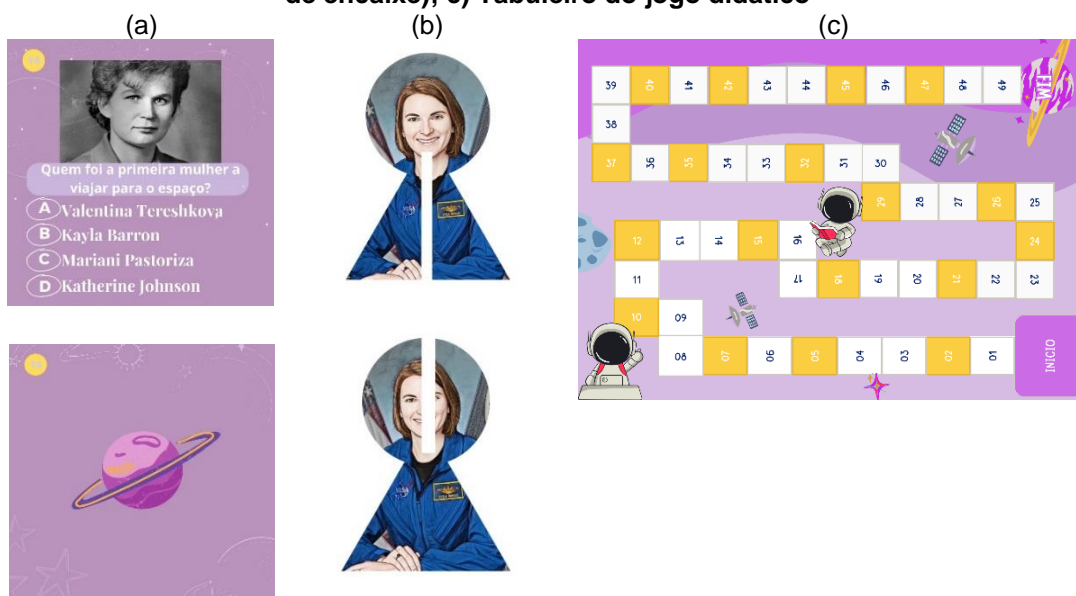 de encaixe), c) Tabuleiro do jogo didático
(a)
(b)
(c)
Quem foi a primeira mulher a
viajar para o espaço?
A Valentina Tereshkova
B Kayla Barron
C Mariani Pastoriza
D Katherine Johnson
39 40 41 42 43 44 45 46 47 48 49 FIM
38
37 36 35 34 33 32 31 30
29 28 27 26 25
12 13 14 15 16
24
11
17 18 19 20 21 22 23
10 09
08 07 06 05 04 03 02 01 INICIO